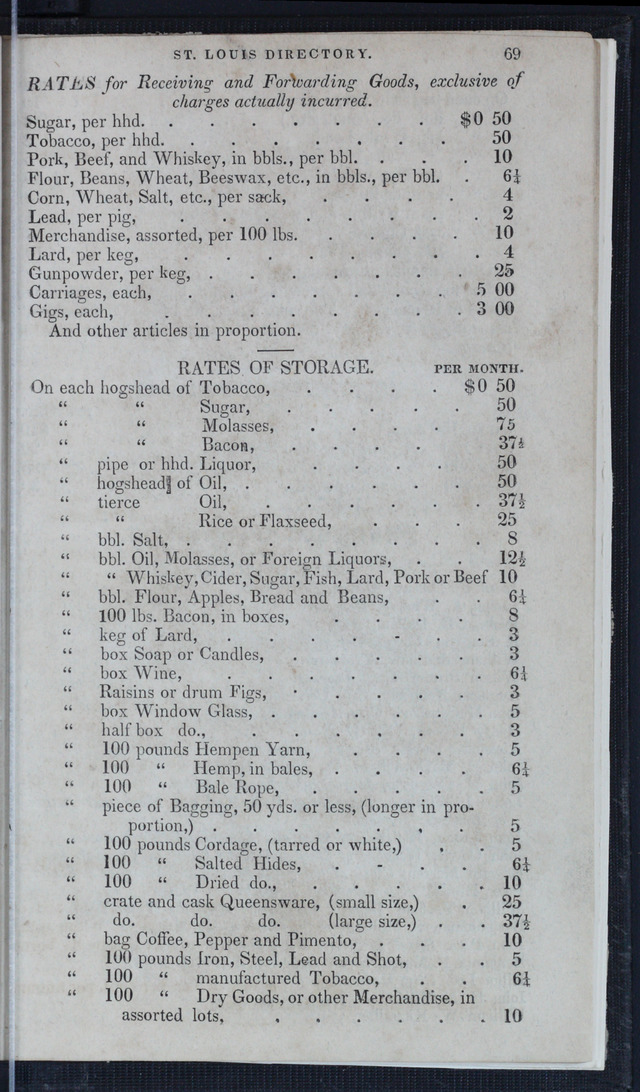 ST. LOUIS DIRECTORY. 69
RATES for Receiving and Forwarding Goods, exclusive of
charges actually incurred.
Sugar, per hhd. . . . . . . . $0 50
Tobacco, per hhd. . . . . . . . 50
Pork, Beef, and Whiskey, in bbls., per bbl. . . . 10
Flour, Beans, Wheat, Beeswax, etc., in bbls., per bbl. . 6¼
Corn, Wheat, Salt, etc., per sack, . . . . 4
Lead, per pig, . . . . . . . 2
Merchandise, assorted, per 100 lbs. . . . . 10
Lard, per keg, . . . . . . . 4
Gunpowder, per keg, . . . . . . . 25
Carriages, each, . . . . . . . 5 00
Gigs, each, . . . . . . . 3 00
And other articles in proportion.
RATES OF STORAGE. PER MONTH.
On each hogshead of Tobacco, . . . . $0 50
“ “ Sugar, . . . . . 50
“ “ Molasses, . . . . 75
“ “ Bacon, . . . . 37½
“ pipe or hhd. Liquor, . . . . 50
“ hogshead of Oil, . . . . . . 50
“ tierce Oil, . . . . . . 37½
“ “ Rice or Flaxseed, . . . 25
“ bbl. Salt, . . . . . . . 8
“ bbl. Oil, Molasses, or Foreign Liquors, . . 12½
“ “ Whiskey, Cider, Sugar, Fish, Lard, Pork or Beef 10
“ bbl. Flour, Apples, Bread and Beans, . . 6¼
“ 100 lbs. Bacon, in boxes, . . . . 8
“ keg of Lard, . . . . - . . 3
“ box Soap or Candles, . . . . . 3
“ box Wine, . . . . . . 6¼
“ Raisins or drum Figs, . . . . . 3
“ box Window Glass, . . . . . . 5
“ half box do., . . . . . . 3
“ 100 pounds Hempen Yarn, . . . . 5
“ 100 “ Hemp, in bales, . . . . 6¼
“ 100 “ Bale Rope, . . . . . 5
“ piece of Bagging, 50 yds. or less, (longer in pro-
portion,) . . . . . . . 5
“ 100 pounds Cordage, (tarred or white,) . . 5
“ 100 “ Salted Hides, . - . . 6¼
“ 100 “ Dried do., . . . . . 10
“ crate and cask Queensware, (small size,) . 25
“ do. do. do. (large size,) . . 37½
“ bag Coffee, Pepper and Pimento, . . . 10
“ 100 pounds Iron, Steel, Lead and Shot, . . 5
“ 100 “ manufactured Tobacco, . . 6¼
“ 100 “ Dry Goods, or other Merchandise, in
assorted lots, . . . . . . 10